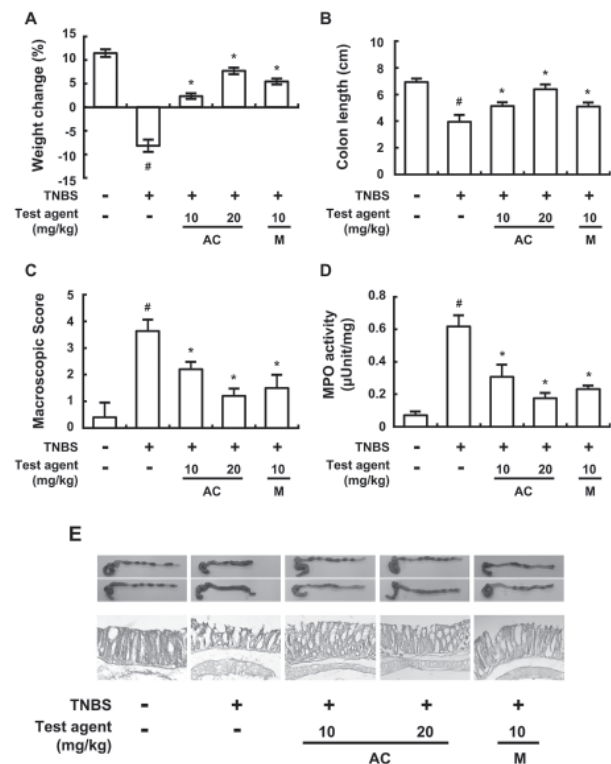 A
Weight change (%)
15
10
5
0
-5
-10
-15
* * *
#
TNBS - + + + +
Test agent (mg/kg) - - 10 20 10
AC M
B
Colon length (cm)
10
8
6
4
2
0
# * * *
TNBS - + + + +
Test agent (mg/kg) - - 10 20 10
AC M
C
Macroscopic Score
5
4
3
2
1
0
# * * *
TNBS - + + + +
Test agent (mg/kg) - - 10 20 10
AC M
D
MPO activity (μUnit/mg)
0.8
0.6
0.4
0.2
0
# * * *
TNBS - + + + +
Test agent (mg/kg) - - 10 20 10
AC M
E
TNBS - + + + +
Test agent (mg/kg) - - 10 20 10
AC M